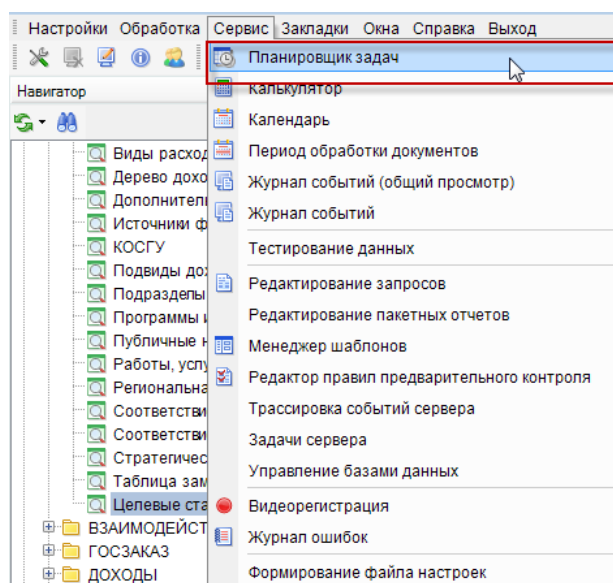 Настройки Обработка Сервис Закладки Окна Справка Выход
Планировщик задач
Навигатор
Калькулятор
Календарь
Виды расход
Период обработки документов
Дерево дохо
Журнал событий (общий просмотр)
Дополнител
Журнал событий
Источники ф
КОСГУ
Тестирование данных
Подвиды дох
Редактирование запросов
Подразделы
Редактирование пакетных отчетов
Программы и
Публичные н
Менеджер шаблонов
Работы, услу
Редактор правил предварительного контроля
Региональна
Трассировка событий сервера
Соответстви
Соответстви
Задачи сервера
Стратегичес
Управление базами данных
Таблица зам
Целевые ста
Видеорегистрация
ВЗАИМОДЕЙСТ
Журнал ошибок
ГОСЗАКАЗ
ДОХОДЫ
Формирование файла настроек